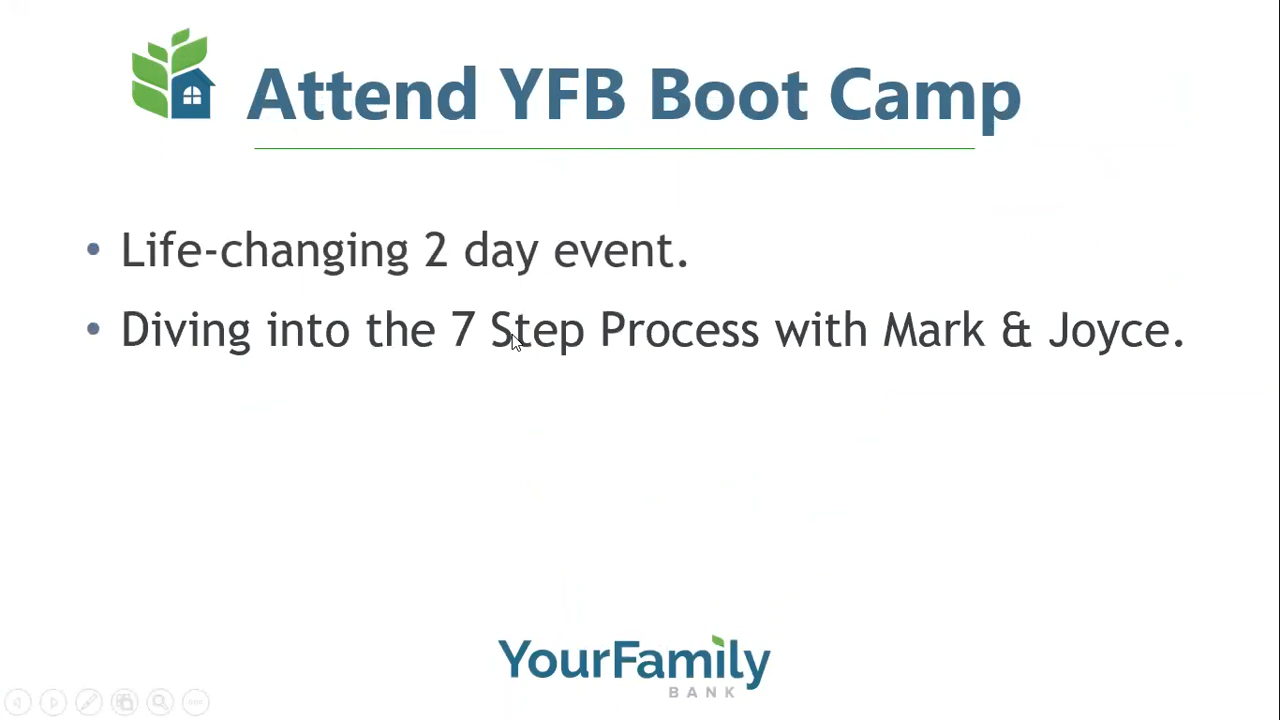 Attend YFB Boot Camp
• Life-changing 2 day event.
• Diving into the 7 Step Process with Mark & Joyce.
YourFamily
BANK